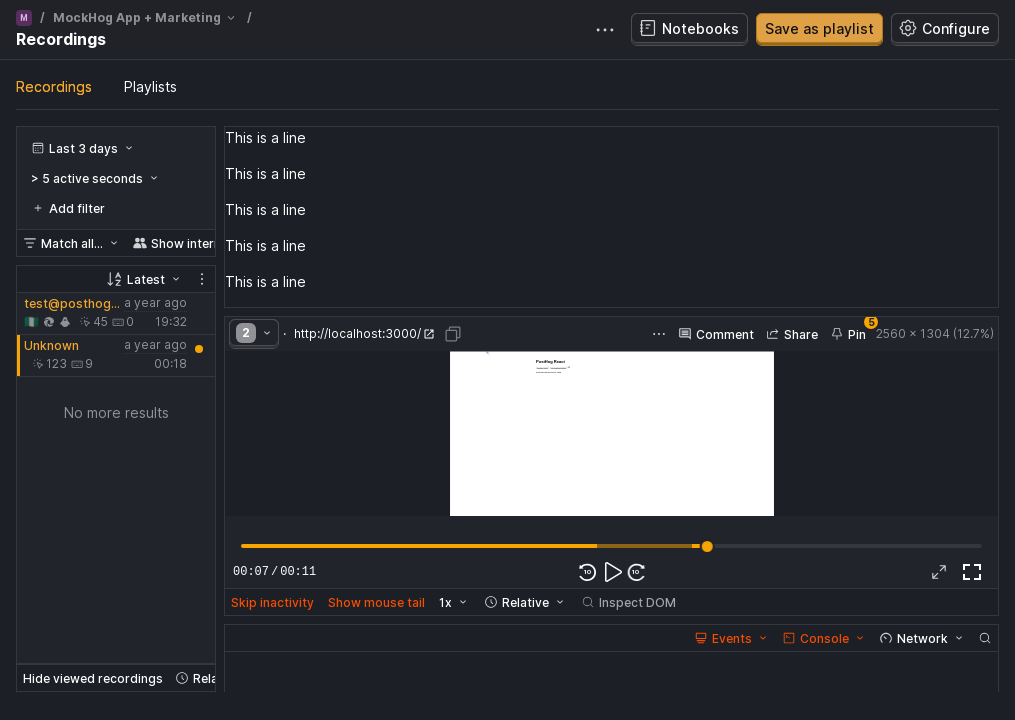 M / MockHog App + Marketing /
Recordings
Notebooks
Save as playlist
Configure
Recordings
Playlists
Last 3 days
> 5 active seconds
Add filter
Match all...
Show interr
Latest
test@posthog...
a year ago
45
0
19:32
Unknown
a year ago
123
9
00:18
No more results
Hide viewed recordings
Rela
This is a line
This is a line
This is a line
This is a line
This is a line
2 · http://localhost:3000/
Comment
Share
Pin
5
2560 × 1304 (12.7%)
PostHog React
00:07 / 00:11
10
10
Skip inactivity
Show mouse tail
1x
Relative
Inspect DOM
Events
Console
Network